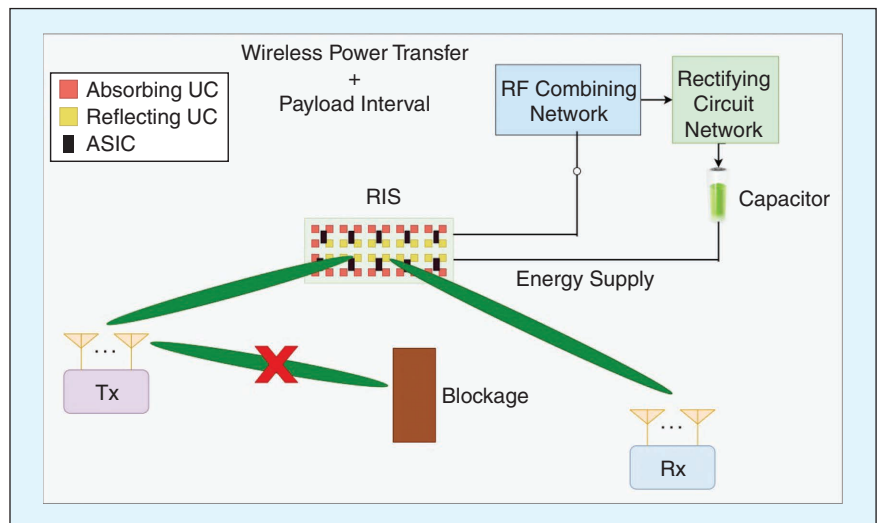 Wireless Power Transfer
+
Payload Interval
Absorbing UC
Reflecting UC
ASIC
RF Combining
Network
Rectifying
Circuit
Network
RIS
Capacitor
Energy Supply
...
Tx
Blockage
...
Rx